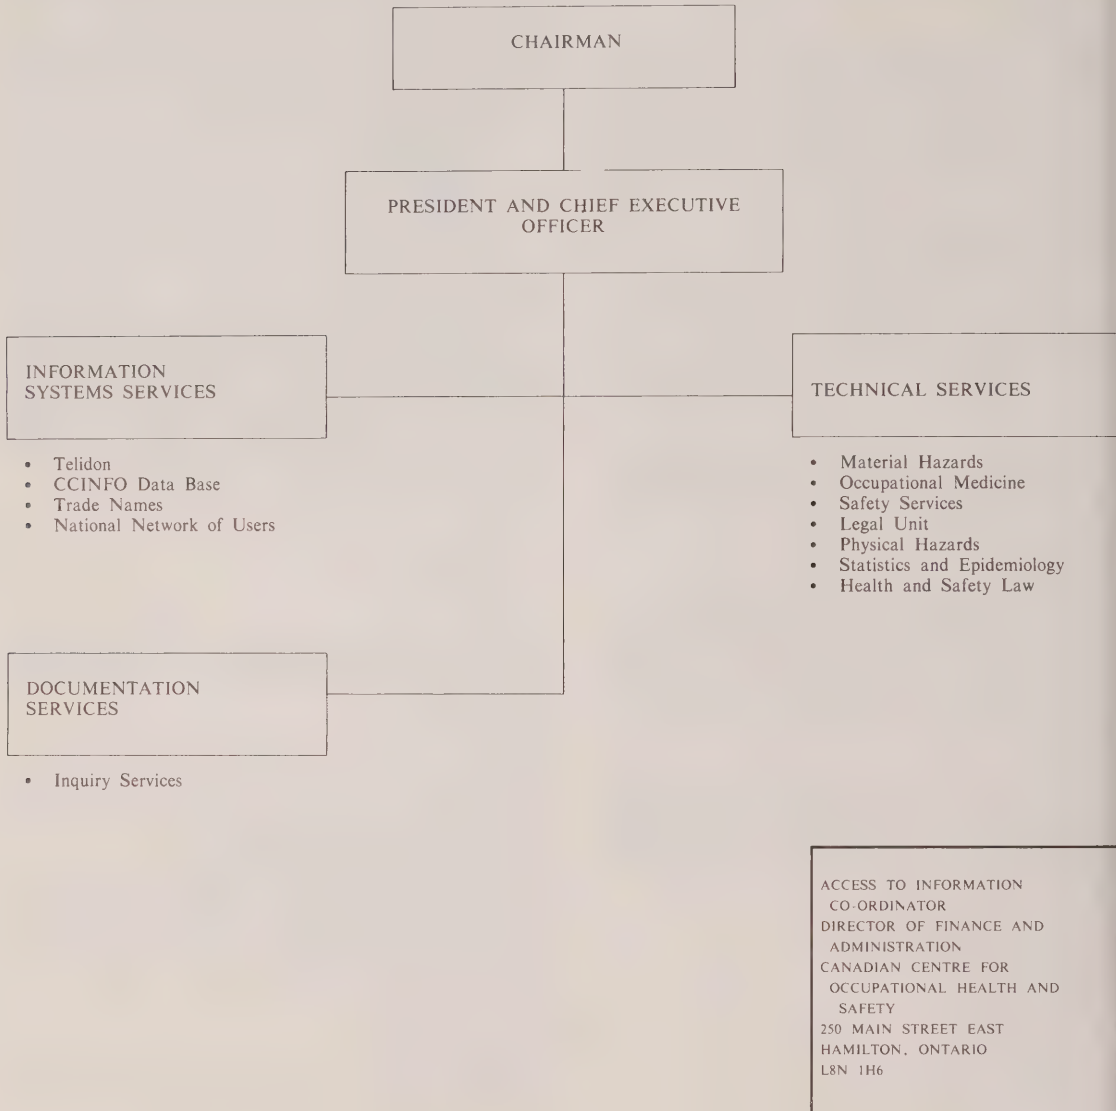 CHAIRMAN
PRESIDENT AND CHIEF EXECUTIVE
OFFICER
INFORMATION
SYSTEMS SERVICES
• Telidon
• CCINFO Data Base
• Trade Names
• National Network of Users
TECHNICAL SERVICES
• Material Hazards
• Occupational Medicine
• Safety Services
• Legal Unit
• Physical Hazards
• Statistics and Epidemiology
• Health and Safety Law
DOCUMENTATION
SERVICES
• Inquiry Services
ACCESS TO INFORMATION
CO-ORDINATOR
DIRECTOR OF FINANCE AND
ADMINISTRATION
CANADIAN CENTRE FOR
OCCUPATIONAL HEALTH AND
SAFETY
250 MAIN STREET EAST
HAMILTON, ONTARIO
L8N 1H6